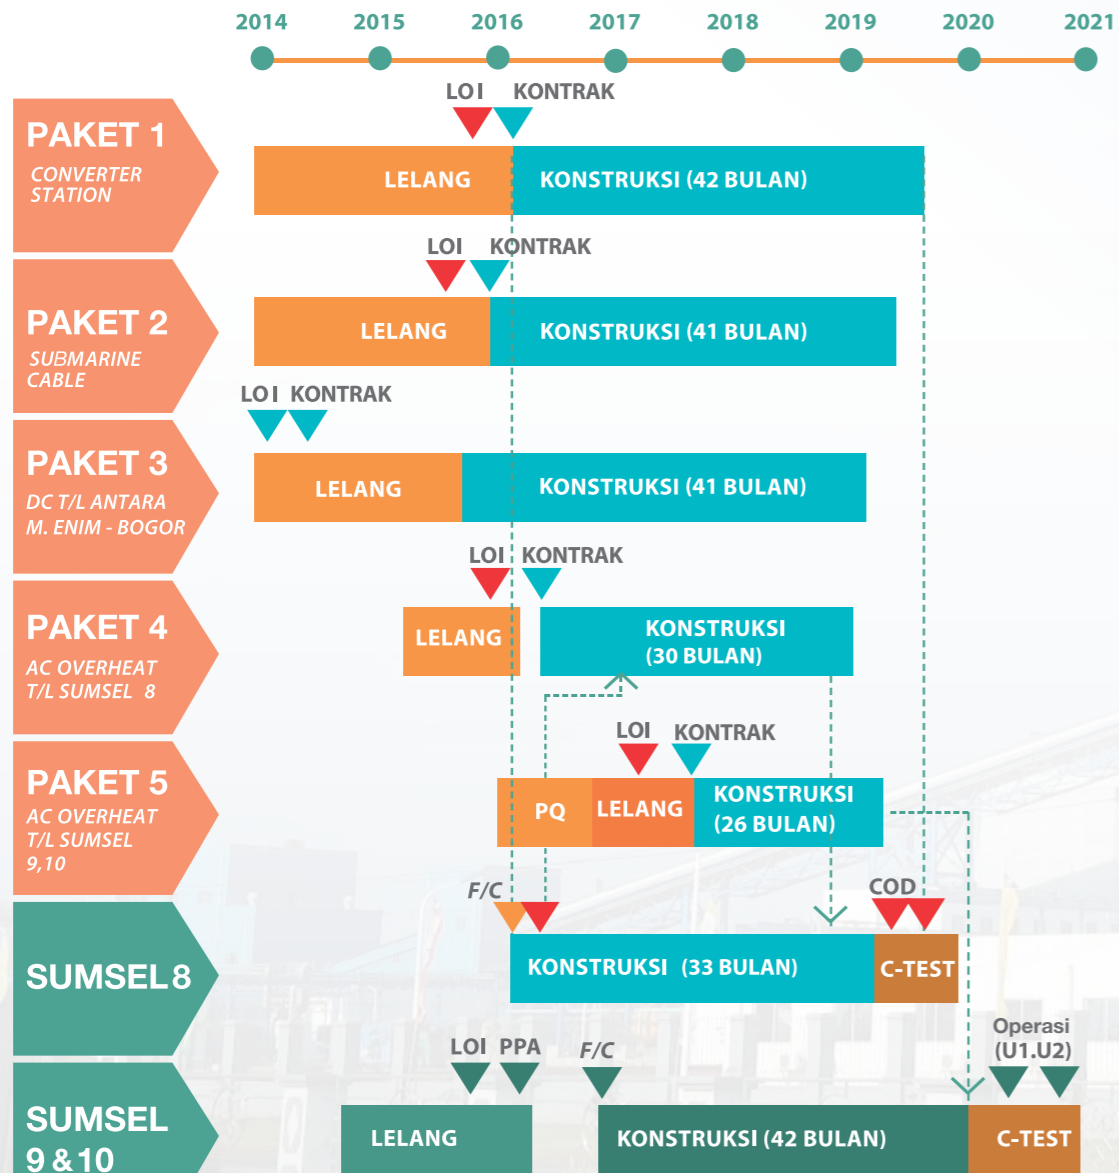 2014 2015 2016 2017 2018 2019 2020 2021
LOI KONTRAK
PAKET 1
CONVERTER
STATION
LELANG
KONSTRUKSI (42 BULAN)
LOI KONTRAK
PAKET 2
SUBMARINE
CABLE
LELANG
KONSTRUKSI (41 BULAN)
LOI KONTRAK
PAKET 3
DC T/L ANTARA
M. ENIM - BOGOR
LELANG
KONSTRUKSI (41 BULAN)
LOI KONTRAK
PAKET 4
AC OVERHEAT
T/L SUMSEL 8
LELANG
KONSTRUKSI
(30 BULAN)
LOI KONTRAK
PAKET 5
AC OVERHEAT
T/L SUMSEL
9,10
PQ
LELANG
KONSTRUKSI
(26 BULAN)
F/C
COD
SUMSEL 8
KONSTRUKSI (33 BULAN)
C-TEST
LOI PPA
F/C
Operasi
(U1.U2)
SUMSEL
9 & 10
LELANG
KONSTRUKSI (42 BULAN)
C-TEST